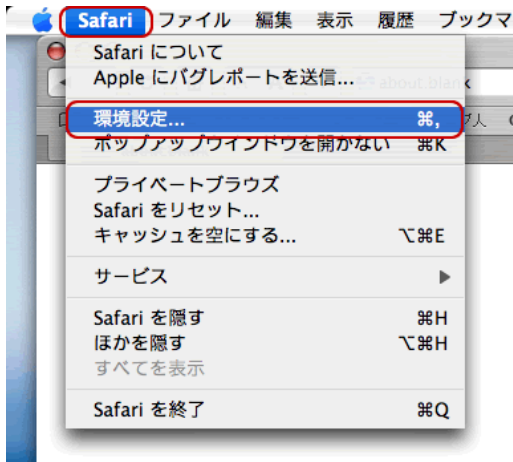 Safari ファイル 編集 表示 履歴 ブックマ
Safari について
Apple にバグレポートを送信...
about:blank
環境設定... ⌘,
ポップアップウインドウを開かない ⌘K
プライベートブラウズ
Safari をリセット...
キャッシュを空にする... ⌥⌘E
サービス ▶
Safari を隠す ⌘H
ほかを隠す ⌥⌘H
すべてを表示
Safari を終了 ⌘Q